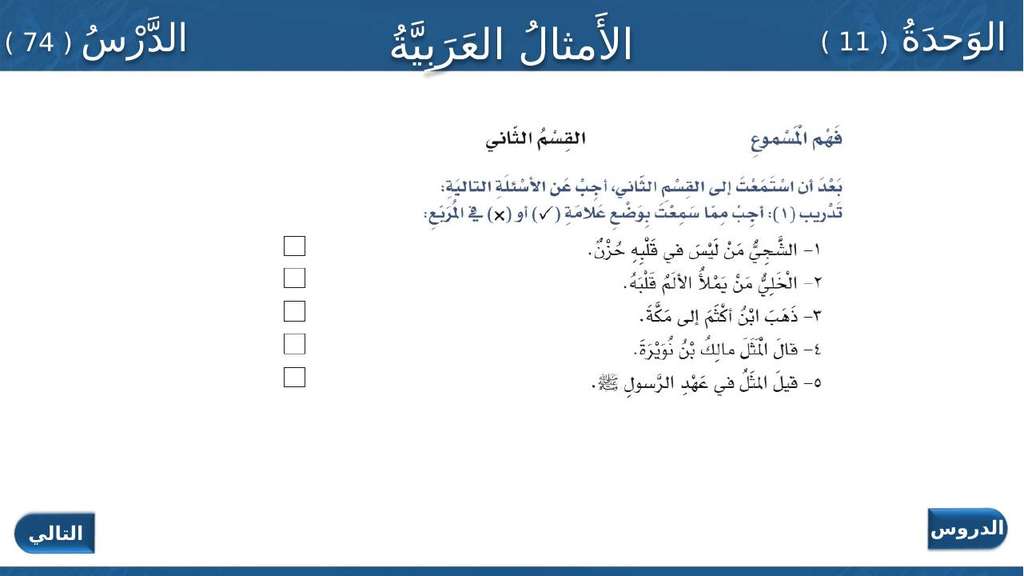 الوَحدَةُ ( 11 )
الأَمثالُ العَرَبِيَّةُ
الدَّرْسُ ( 74 )
فَهْم الْمَسْموعِ
القِسْمُ الثّاني
بَعْدَ أن اسْتَمَعْتَ إلى القِسْمِ الثّاني، أجِبْ عَن الأسْئلَةِ التاليَةِ:
تَدْريب (١): أجِبْ مِمّا سَمِعْتَ بِوَضْعِ عَلامَةِ (✓) أو (×) في المُرَبَعِ:
١- الشَّجِيُّ مَنْ لَيْسَ في قَلْبِهِ حُزْنٌ.
٢- الْخَلِيُّ مَنْ يَمْلأُ الألَمُ قَلْبَهُ.
٣- ذَهَبَ ابْنُ أكْثَمَ إلى مَكَّةَ.
٤- قالَ الْمَثَلَ مالِكُ بْنُ نُوَيْرَةَ.
٥- قيلَ المثَلُ في عَهْدِ الرَّسولِ ﷺ.
الدروس
التالي